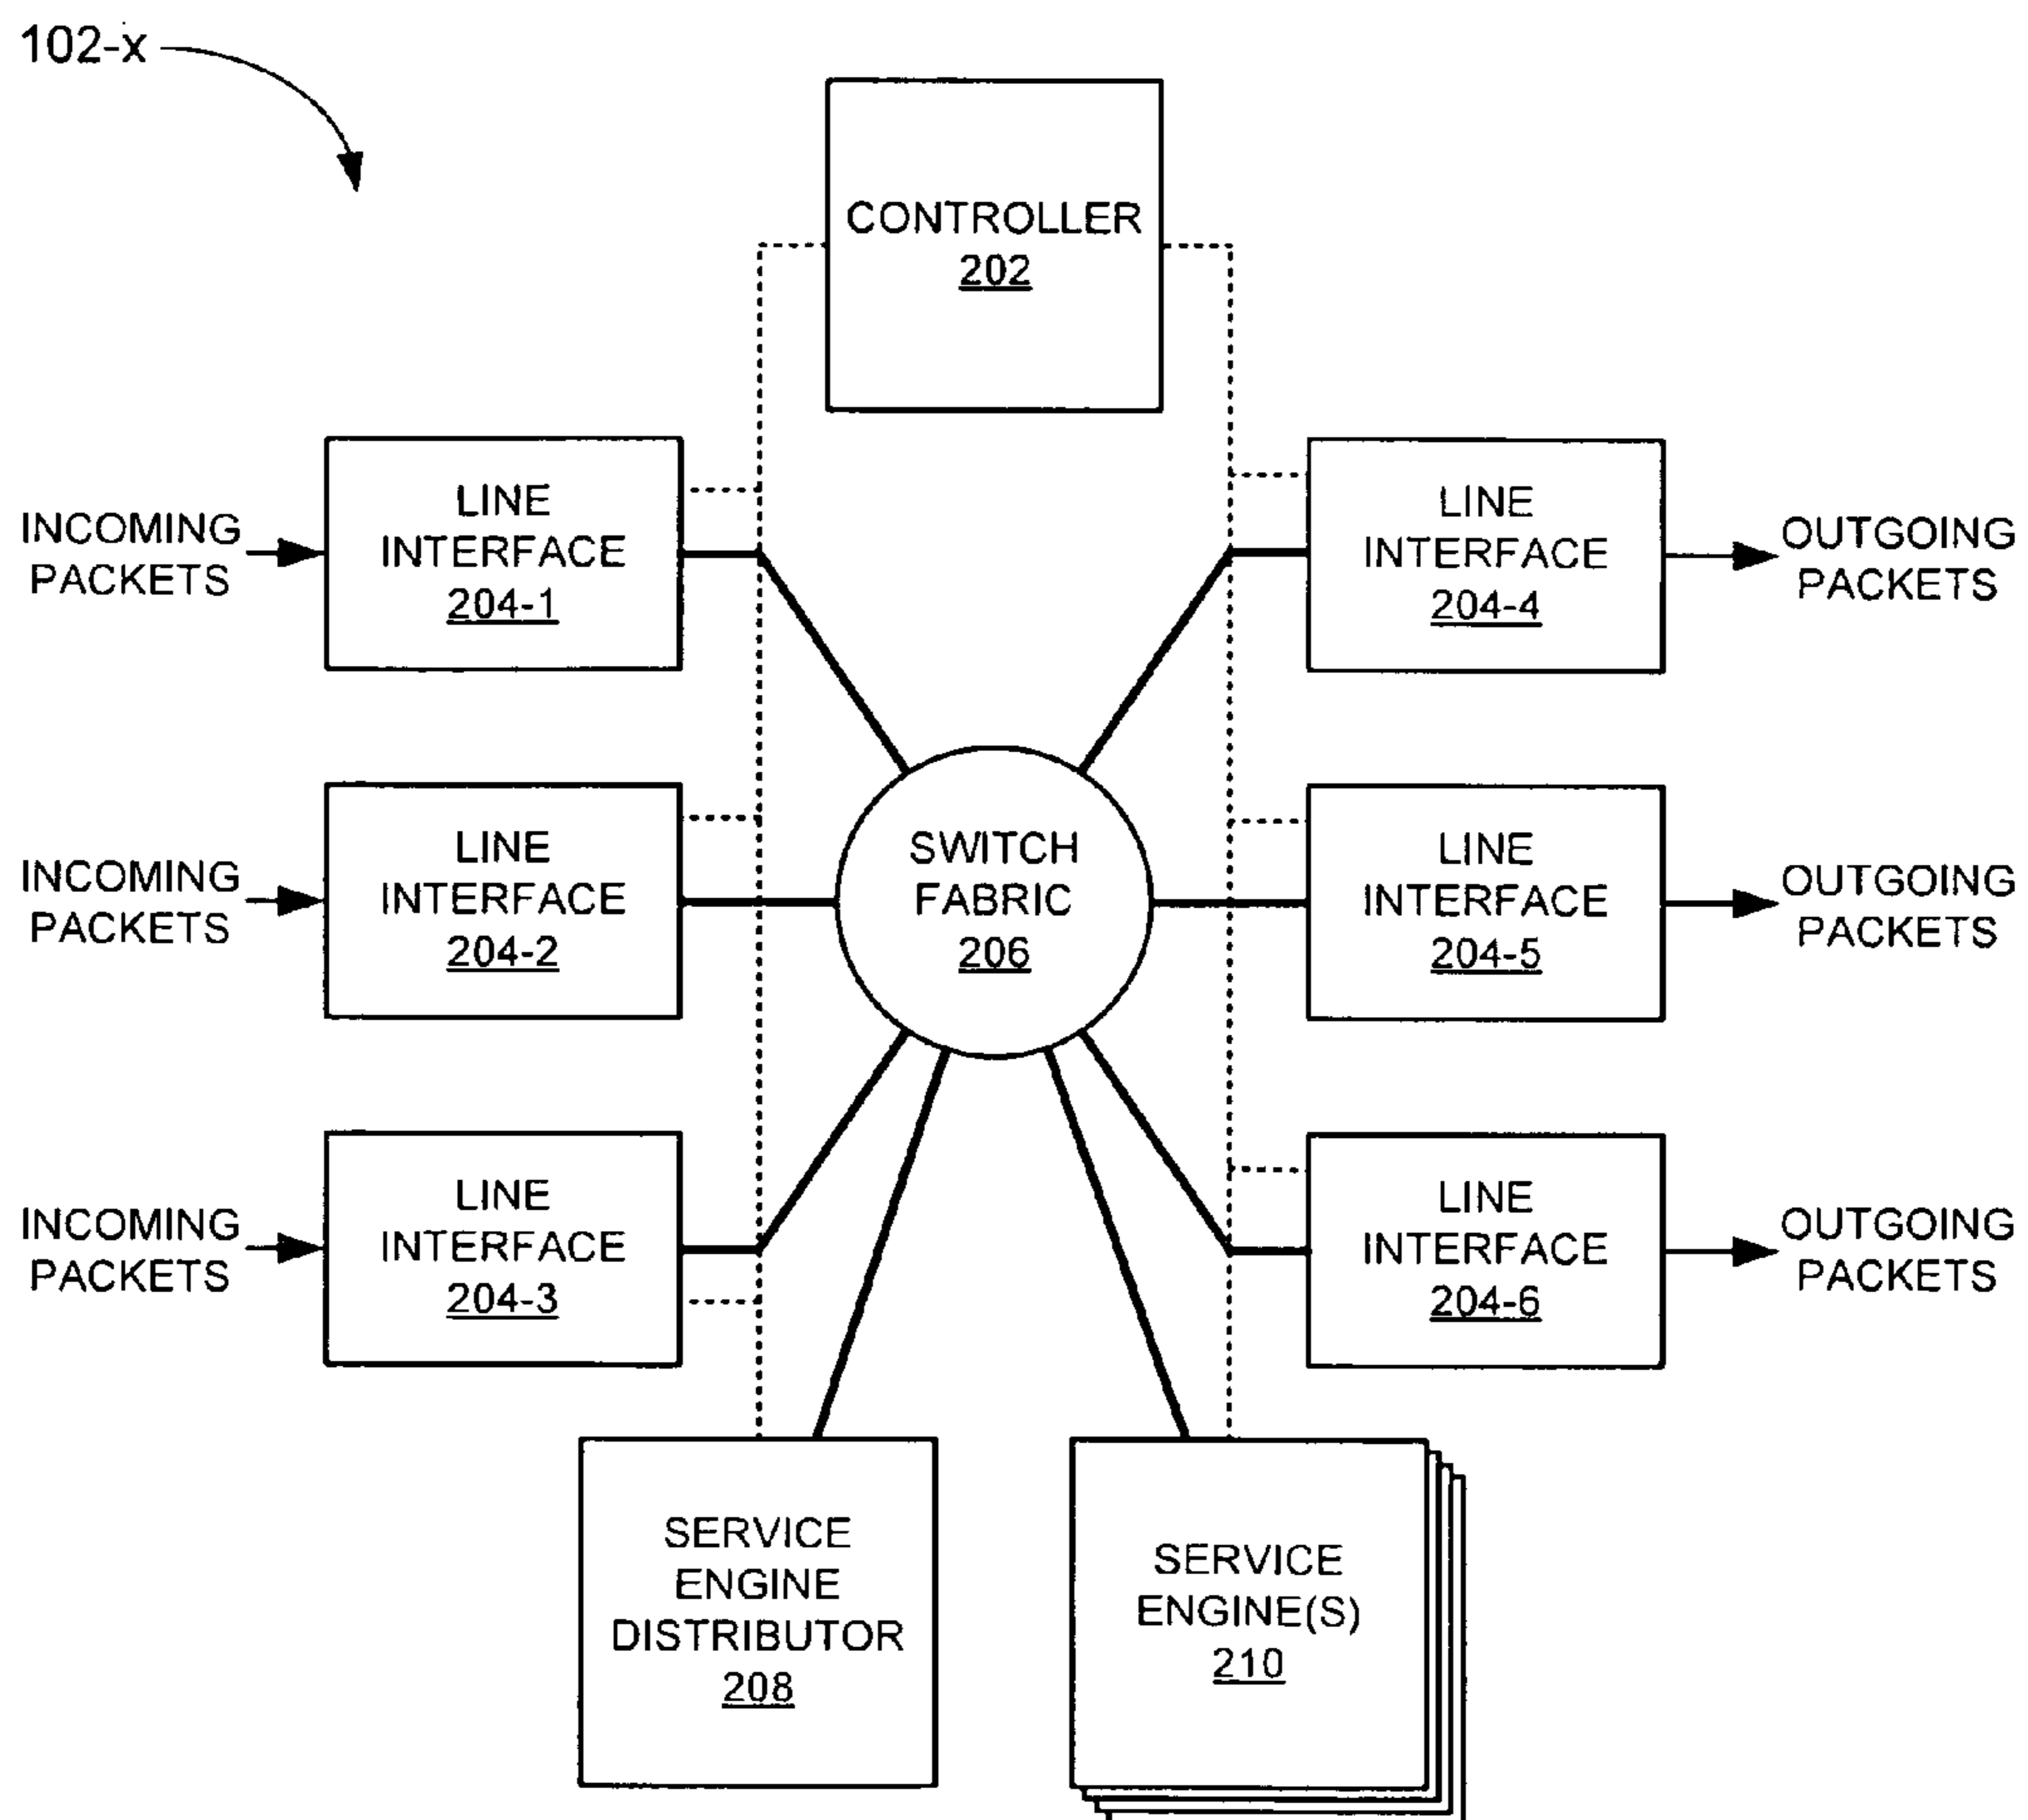 102-x
CONTROLLER
202
INCOMING
PACKETS
LINE
INTERFACE
204-1
LINE
INTERFACE
204-4
OUTGOING
PACKETS
INCOMING
PACKETS
LINE
INTERFACE
204-2
SWITCH
FABRIC
206
LINE
INTERFACE
204-5
OUTGOING
PACKETS
INCOMING
PACKETS
LINE
INTERFACE
204-3
LINE
INTERFACE
204-6
OUTGOING
PACKETS
SERVICE
ENGINE
DISTRIBUTOR
208
SERVICE
ENGINE(S)
210